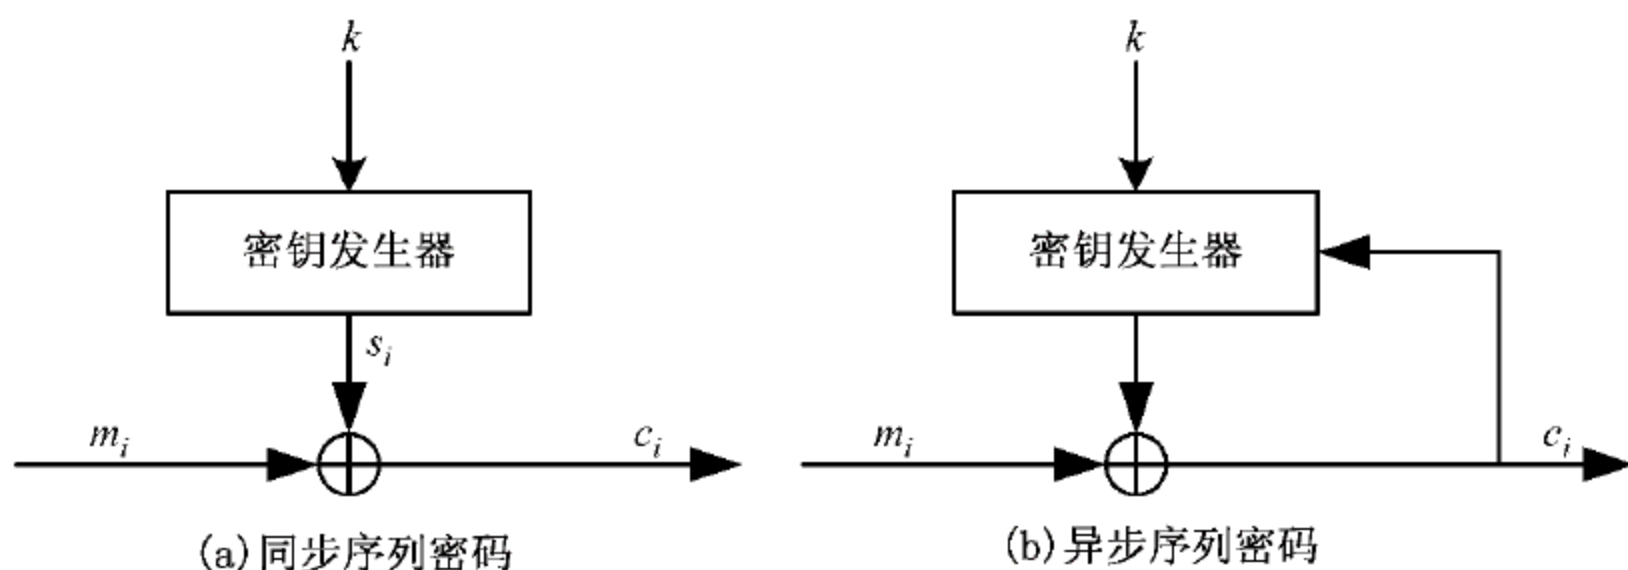 k
密钥发生器
s_i
m_i
c_i
(a)同步序列密码
k
密钥发生器
m_i
c_i
(b)异步序列密码